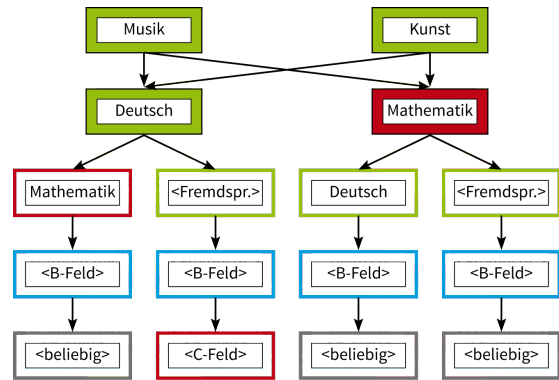 Musik
Kunst
Deutsch
Mathematik
Mathematik
<Fremdspr.>
Deutsch
<Fremdspr.>
<B-Feld>
<B-Feld>
<B-Feld>
<B-Feld>
<beliebig>
<C-Feld>
<beliebig>
<beliebig>